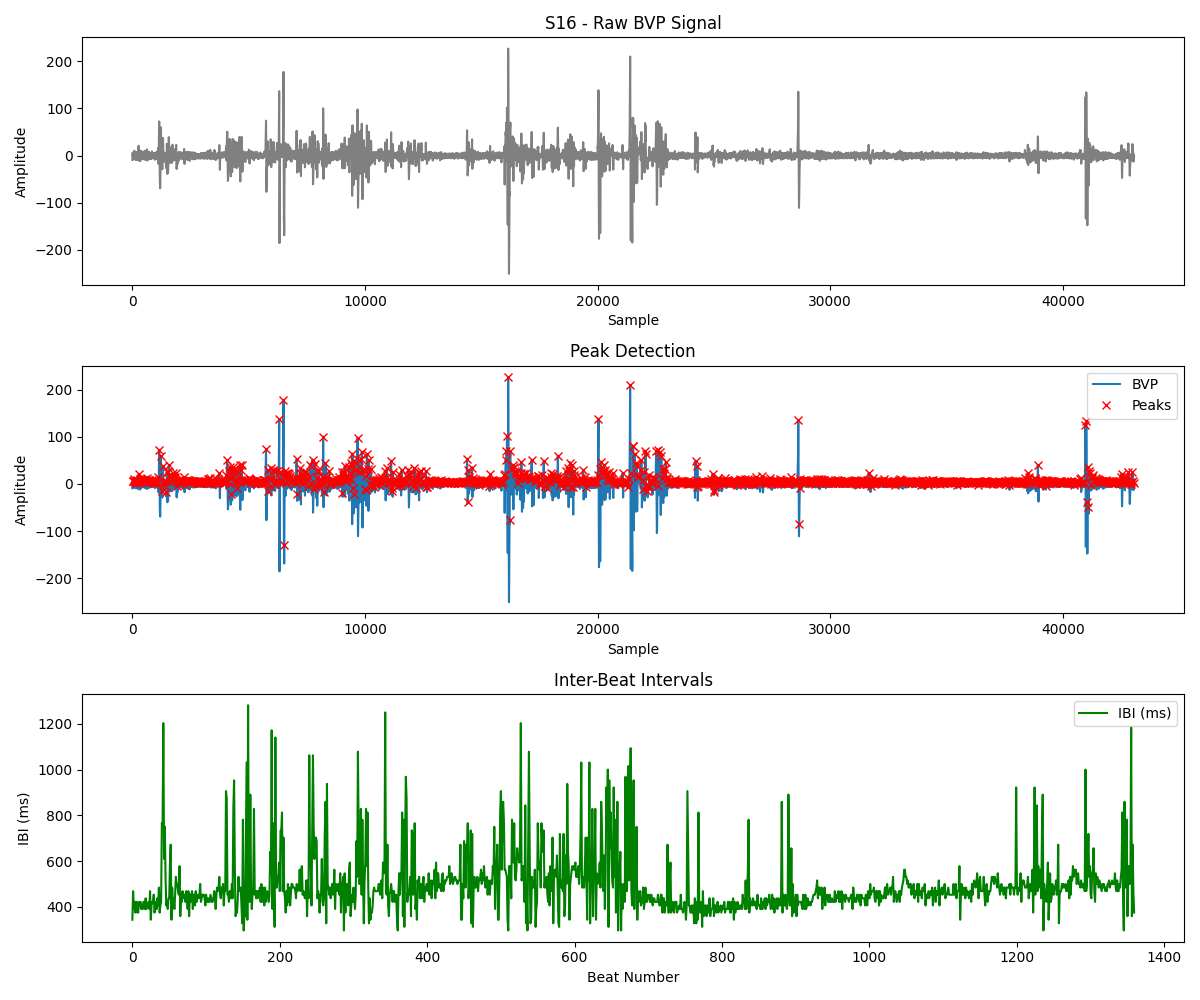 S16 - Raw BVP Signal
200
100
0
−100
−200
Amplitude
0 10000 20000 30000 40000
Sample
Peak Detection
BVP
Peaks
200
100
0
−100
−200
Amplitude
0 10000 20000 30000 40000
Sample
Inter-Beat Intervals
IBI (ms)
1200
1000
800
600
400
IBI (ms)
0 200 400 600 800 1000 1200 1400
Beat Number